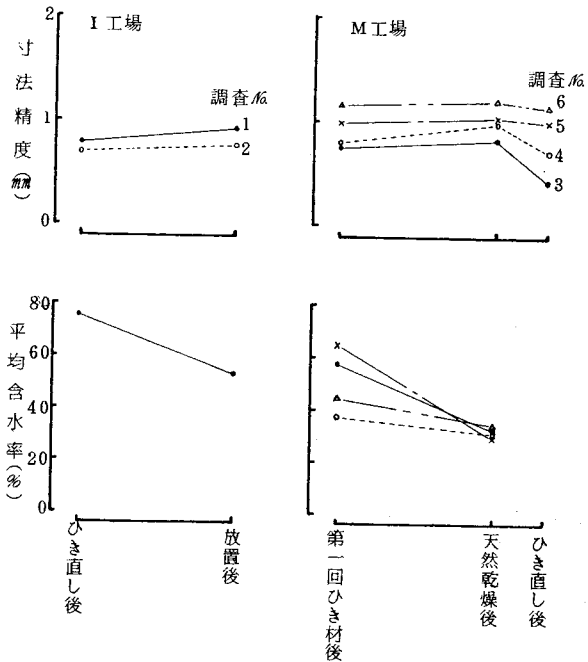 I 工場
M 工場
寸法精度(mm)
2
1
0
調査No.
1
2
調査No.
6
5
4
3
平均含水率(%)
80
60
40
20
0
ひき直し後
放置後
第一回ひき材後
天然乾燥後
ひき直し後